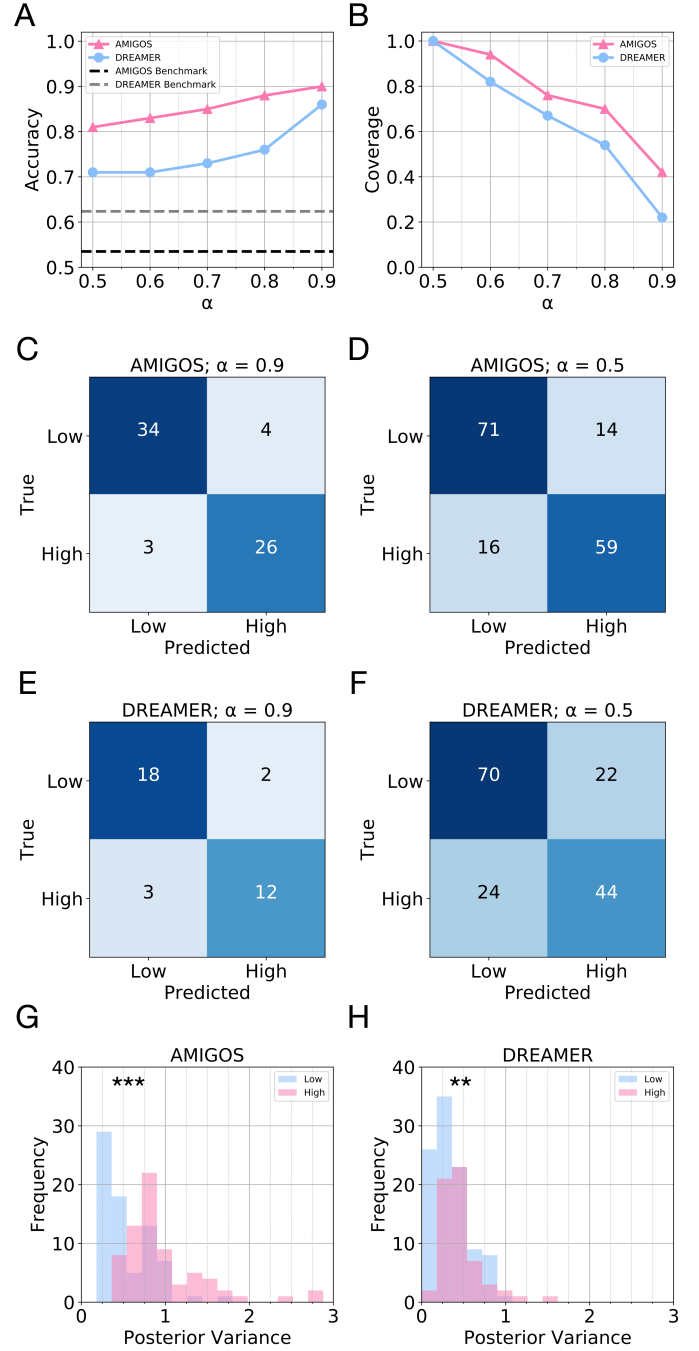 A
1.0
0.9
0.8
0.7
0.6
0.5
Accuracy
AMIGOS
DREAMER
AMIGOS Benchmark
DREAMER Benchmark
0.5 0.6 0.7 0.8 0.9
α
B
1.0
0.8
0.6
0.4
0.2
0.0
Coverage
AMIGOS
DREAMER
0.5 0.6 0.7 0.8 0.9
α
C
AMIGOS; α = 0.9
True
Low 34 4
High 3 26
Low High
Predicted
D
AMIGOS; α = 0.5
True
Low 71 14
High 16 59
Low High
Predicted
E
DREAMER; α = 0.9
True
Low 18 2
High 3 12
Low High
Predicted
F
DREAMER; α = 0.5
True
Low 70 22
High 24 44
Low High
Predicted
G
AMIGOS
40
30
20
10
0
Frequency
***
Low
High
0 1 2 3
Posterior Variance
H
DREAMER
40
30
20
10
0
Frequency
**
Low
High
0 1 2 3
Posterior Variance